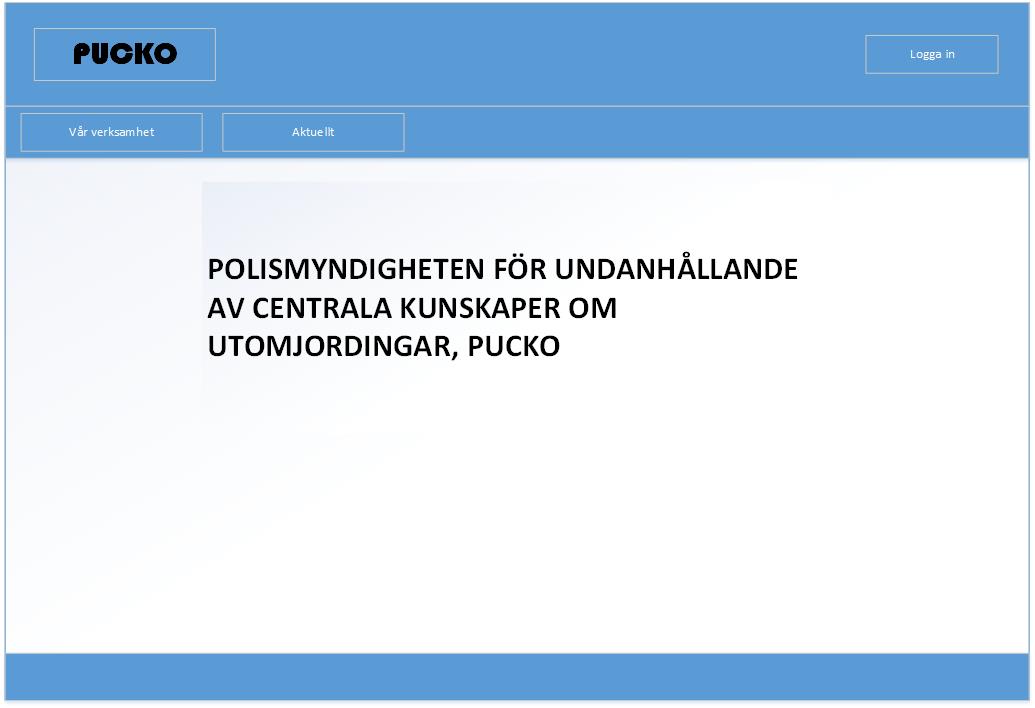 PUCKO
Logga in
Vår verksamhet
Aktuellt
POLISMYNDIGHETEN FÖR UNDANHÅLLANDE
AV CENTRALA KUNSKAPER OM
UTOMJORDINGAR, PUCKO